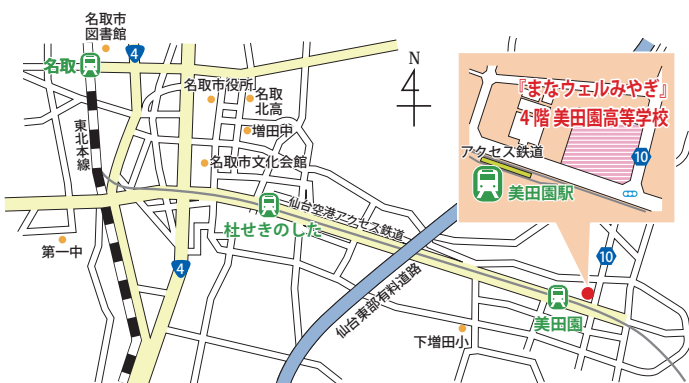 名取市
図書館
4
名取
名取市役所
名取
北高
増田中
東北本線
名取市文化会館
仙台空港アクセス鉄道
杜せきのした
第一中
4
仙台東部有料道路
下増田小
美田園
10
N
『まなウェルみやぎ』
4階 美田園高等学校
10
アクセス鉄道
美田園駅